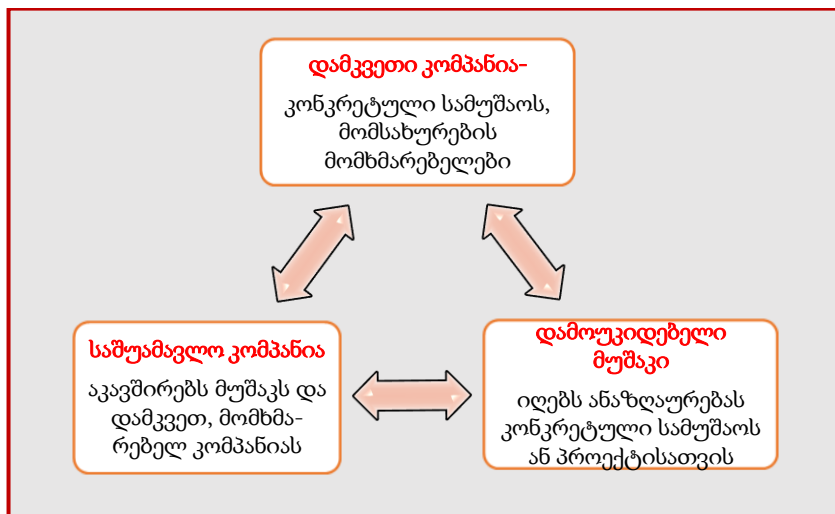 დამკვეთი კომპანია-
კონკრეტული სამუშაოს,
მომსახურების
მომხმარებელები
საშუამავლო კომპანია
აკავშირებს მუშაკს და
დამკვეთ, მომხმა-
რებელ კომპანიას
დამოუკიდებელი
მუშაკი
იღებს ანაზღაურებას
კონკრეტული სამუშაოს
ან პროექტისათვის